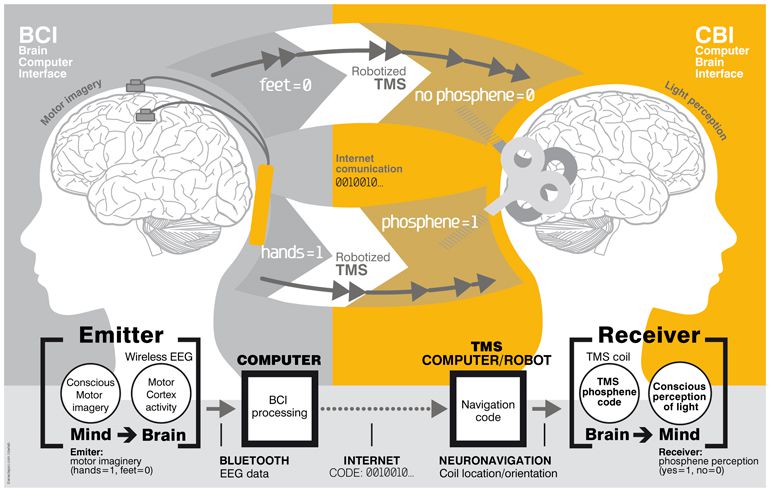 BCI
Brain
Computer
Interface
CBI
Computer
Brain
Interface
Motor imagery
Light perception
feet=0
Robotized
TMS
no phosphene=0
Internet
comunication
0010010...
phosphene=1
hands=1
Robotized
TMS
Emitter
Wireless EEG
Conscious
Motor
imagery
Motor
Cortex
activity
Mind
Brain
Emiter:
motor imaginery
(hands=1, feet=0)
COMPUTER
BCI
processing
BLUETOOTH
EEG data
INTERNET
CODE: 0010010...
TMS
COMPUTER/ROBOT
Navigation
code
NEURONAVIGATION
Coil location/orientation
Receiver
TMS coil
TMS
phosphene
code
Conscious
perception
of light
Brain
Mind
Receiver:
phosphene perception
(yes=1, no=0)